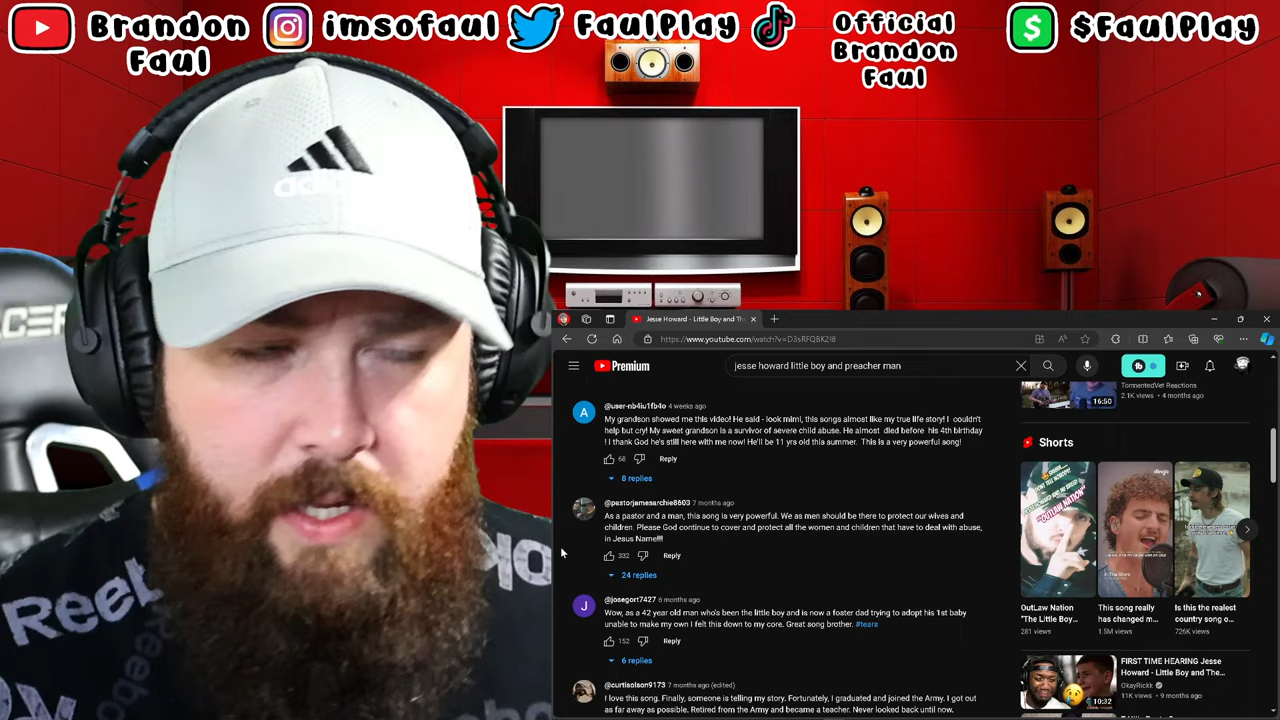 Brandon Faul
imsofaul
FaulPlay
Official
Brandon
Faul
$FaulPlay
adidas
ACER
Reebok
Jesse Howard - Little Boy and Th
https://www.youtube.com/watch?v=D3sRFQBK2I8
Premium
jesse howard little boy and preacher man
@user-nb4iu1fb4o 4 weeks ago
My grandson showed me this video! He said - look mimi, this songs almost like my true life story! I couldn't
help but cry! My sweet grandson is a survivor of severe child abuse. He almost died before his 4th birthday
! I thank God he's still here with me now! He'll be 11 yrs old this summer. This is a very powerful song!
68 Reply
8 replies
@pastorjamesarchie8603 7 months ago
As a pastor and a man, this song is very powerful. We as men should be there to protect our wives and
children. Please God continue to cover and protect all the women and children that have to deal with abuse,
in Jesus Name!!!
332 Reply
24 replies
@josegort7427 6 months ago
Wow, as a 42 year old man who's been the little boy and is now a foster dad trying to adopt his 1st baby
unable to make my own I felt this down to my core. Great song brother. #tears
152 Reply
6 replies
@curtisolson9173 7 months ago (edited)
I love this song. Finally, someone is telling my story. Fortunately, I graduated and joined the Army. I got out
as far away as possible. Retired from the Army and became a teacher. Never looked back until now.
TormentedVet Reactions
2.1K views • 4 months ago
16:50
Shorts
"OUTLAW NATION"
OutLaw Nation
"The Little Boy...
281 views
This song really
has changed m...
1.5M views
Is this the realest
country song o...
726K views
FIRST TIME HEARING Jesse
Howard - Little Boy and The...
OkayRickk
11K views • 9 months ago
10:32